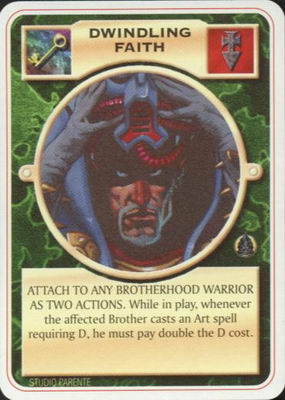 DWINDLING
FAITH
ATTACH TO ANY BROTHERHOOD WARRIOR
AS TWO ACTIONS. While in play, whenever
the affected Brother casts an Art spell
requiring D, he must pay double the D cost.
STUDIO PARENTE